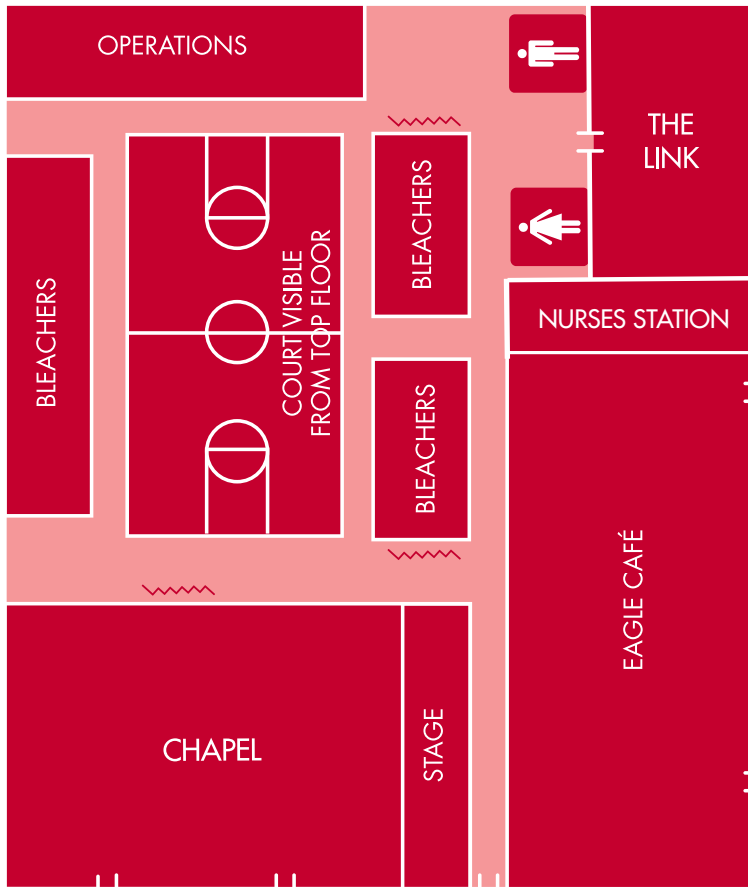 OPERATIONS
THE
LINK
BLEACHERS
BLEACHERS
COURT VISIBLE
FROM TOP FLOOR
NURSES STATION
BLEACHERS
EAGLE CAFÉ
CHAPEL
STAGE